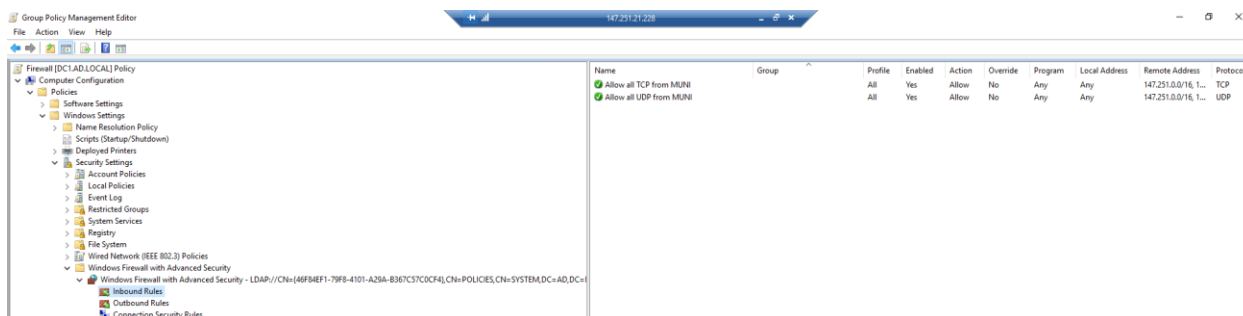 Group Policy Management Editor
147.251.21.228
File Action View Help
Firewall [DC1.AD.LOCAL] Policy
Computer Configuration
Policies
Software Settings
Windows Settings
Name Resolution Policy
Scripts (Startup/Shutdown)
Deployed Printers
Security Settings
Account Policies
Local Policies
Event Log
Restricted Groups
System Services
Registry
File System
Wired Network (IEEE 802.3) Policies
Windows Firewall with Advanced Security
Windows Firewall with Advanced Security - LDAP://CN={46F84EF1-79F8-4101-A29A-B367C57C0CF4},CN=POLICIES,CN=SYSTEM,DC=AD,DC=
Inbound Rules
Outbound Rules
Connection Security Rules
Name Group Profile Enabled Action Override Program Local Address Remote Address Protoco
Allow all TCP from MUNI All Yes Allow No Any Any 147.251.0.0/16, 1... TCP
Allow all UDP from MUNI All Yes Allow No Any Any 147.251.0.0/16, 1... UDP